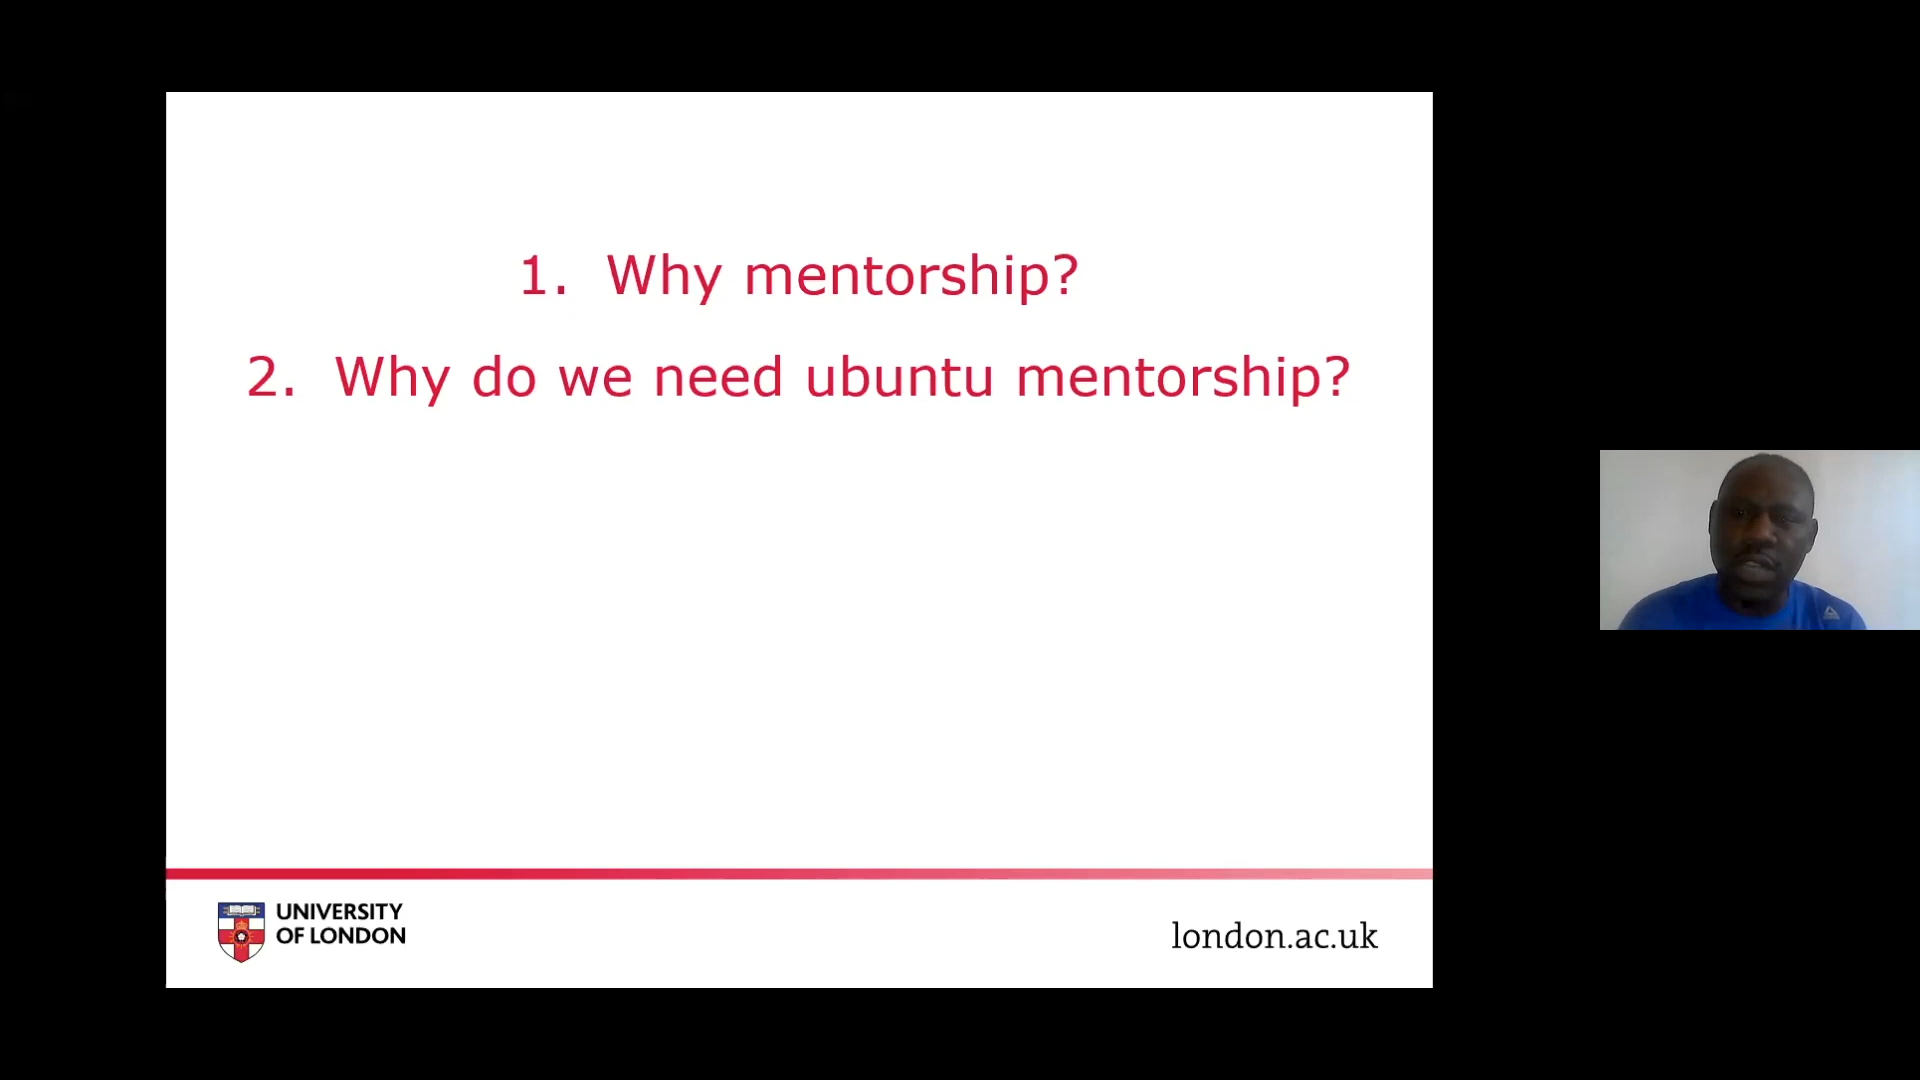 1. Why mentorship?
2. Why do we need ubuntu mentorship?
UNIVERSITY
OF LONDON
london.ac.uk